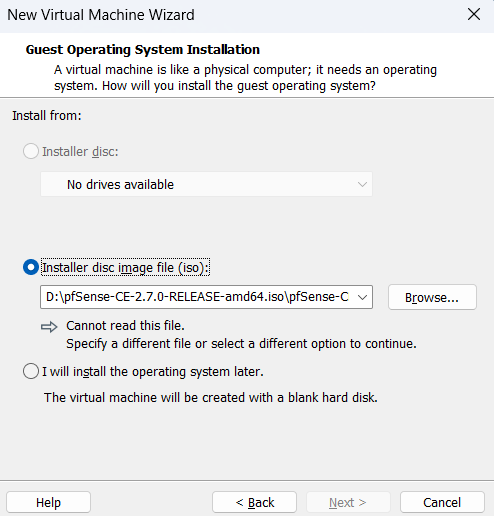 New Virtual Machine Wizard
Guest Operating System Installation
A virtual machine is like a physical computer; it needs an operating
system. How will you install the guest operating system?
Install from:
Installer disc:
No drives available
Installer disc image file (iso):
D:\pfSense-CE-2.7.0-RELEASE-amd64.iso\pfSense-C
Browse...
Cannot read this file.
Specify a different file or select a different option to continue.
I will install the operating system later.
The virtual machine will be created with a blank hard disk.
Help
< Back
Next >
Cancel